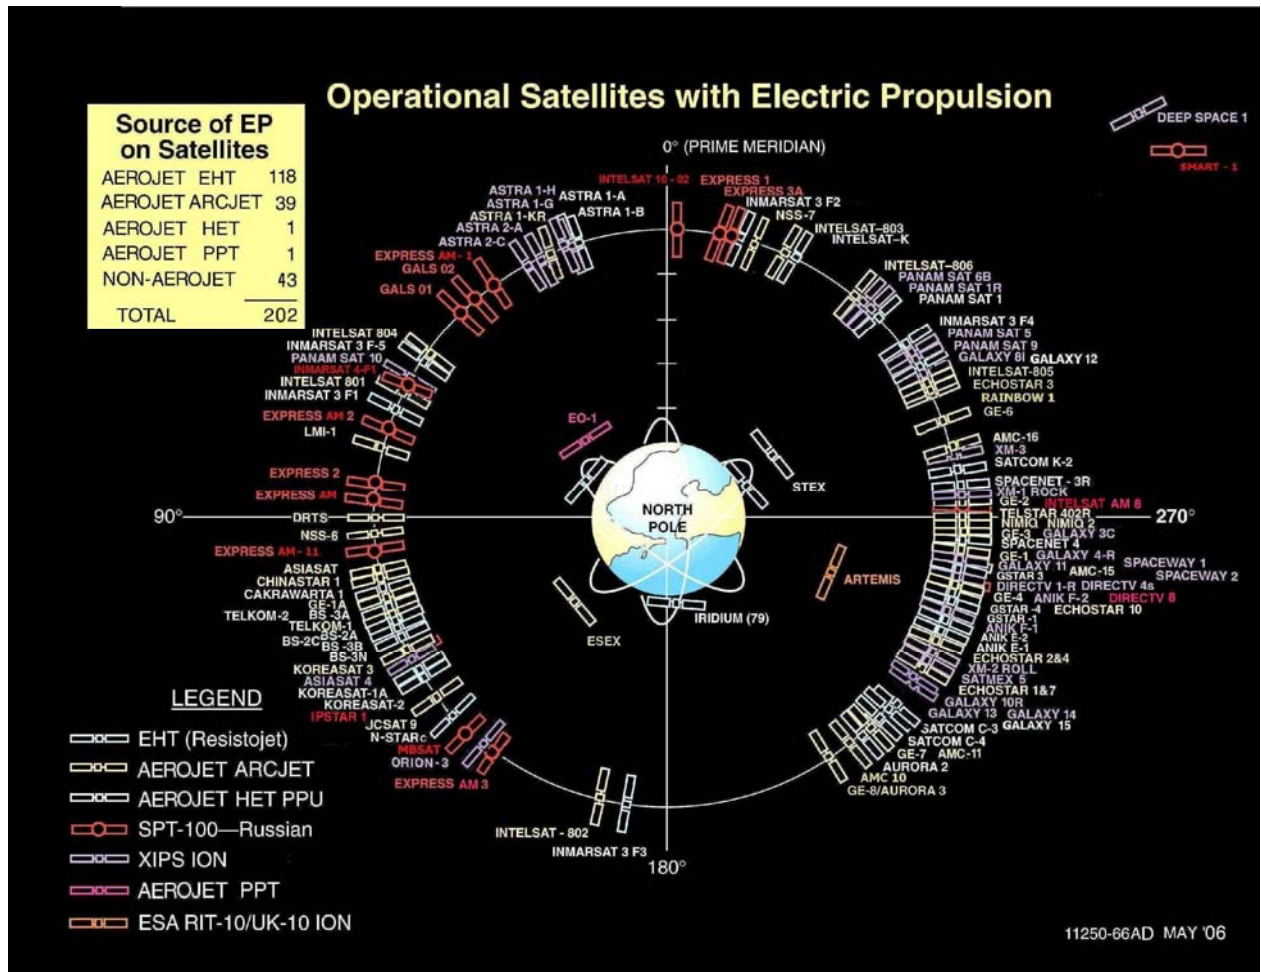 Operational Satellites with Electric Propulsion
Source of EP
on Satellites
AEROJET EHT 118
AEROJET ARCJET 39
AEROJET HET 1
AEROJET PPT 1
NON-AEROJET 43
TOTAL 202
DEEP SPACE 1
SMART - 1
0° (PRIME MERIDIAN)
INTELSAT 10 - 02
EXPRESS 1
EXPRESS 3A
INMARSAT 3 F2
NSS-7
INTELSAT-803
INTELSAT-K
INTELSAT-806
PANAM SAT 6B
PANAM SAT 1R
PANAM SAT 1
INMARSAT 3 F4
PANAM SAT 5
PANAM SAT 9
GALAXY 8i GALAXY 12
INTELSAT-805
ECHOSTAR 3
RAINBOW 1
GE-6
AMC-16
XM-3
SATCOM K-2
SPACENET - 3R
XM-1 ROCK
GE-2 INTELSAT AM 8
TELSTAR 402R
270°
NIMIQ NIMIQ 2
GE-3 GALAXY 3C
SPACENET 4
GE-1 GALAXY 4-R SPACEWAY 1
GALAXY 11 AMC-15 SPACEWAY 2
GSTAR 3
DIRECTV 1-R DIRECTV 4s
GE-4 ANIK F-2 DIRECTV 8
GSTAR -4 ECHOSTAR 10
GSTAR -1
ANIK F-1
ANIK E-2
ANIK E-1
ECHOSTAR 2&4
XM-2 ROLL
SATMEX 5
ECHOSTAR 1&7
GALAXY 10R
GALAXY 13 GALAXY 14
SATCOM C-3 GALAXY 15
SATCOM C-4
GE-7 AMC-11
AURORA 2
AMC 10
GE-8/AURORA 3
180°
INMARSAT 3 F3
INTELSAT - 802
EXPRESS AM 3
ORION - 3
MBSAT
N-STARc
JCSAT 9
IPSTAR 1
KOREASAT-2
KOREASAT-1A
ASIASAT 4
KOREASAT 3
BS-3N
BS -3B
BS-2C
BS-2A
TELKOM-1
BS -3A
TELKOM-2
GE-1A
CAKRAWARTA 1
CHINASTAR 1
ASIASAT
EXPRESS AM - 11
NSS-6
DRTS
90°
EXPRESS AM
EXPRESS 2
LMI-1
EXPRESS AM 2
INMARSAT 3 F1
INTELSAT 801
INMARSAT 4-F1
PANAM SAT 10
INMARSAT 3 F-5
INTELSAT 804
GALS 01
GALS 02
EXPRESS AM - 1
ASTRA 2-C
ASTRA 2-A
ASTRA 1-KR
ASTRA 1-G
ASTRA 1-H
ASTRA 1-A
ASTRA 1-B
EO-1
STEX
NORTH
POLE
ARTEMIS
ESEX
IRIDIUM (79)
LEGEND
EHT (Resistojet)
AEROJET ARCJET
AEROJET HET PPU
SPT-100—Russian
XIPS ION
AEROJET PPT
ESA RIT-10/UK-10 ION
11250-66AD MAY '06